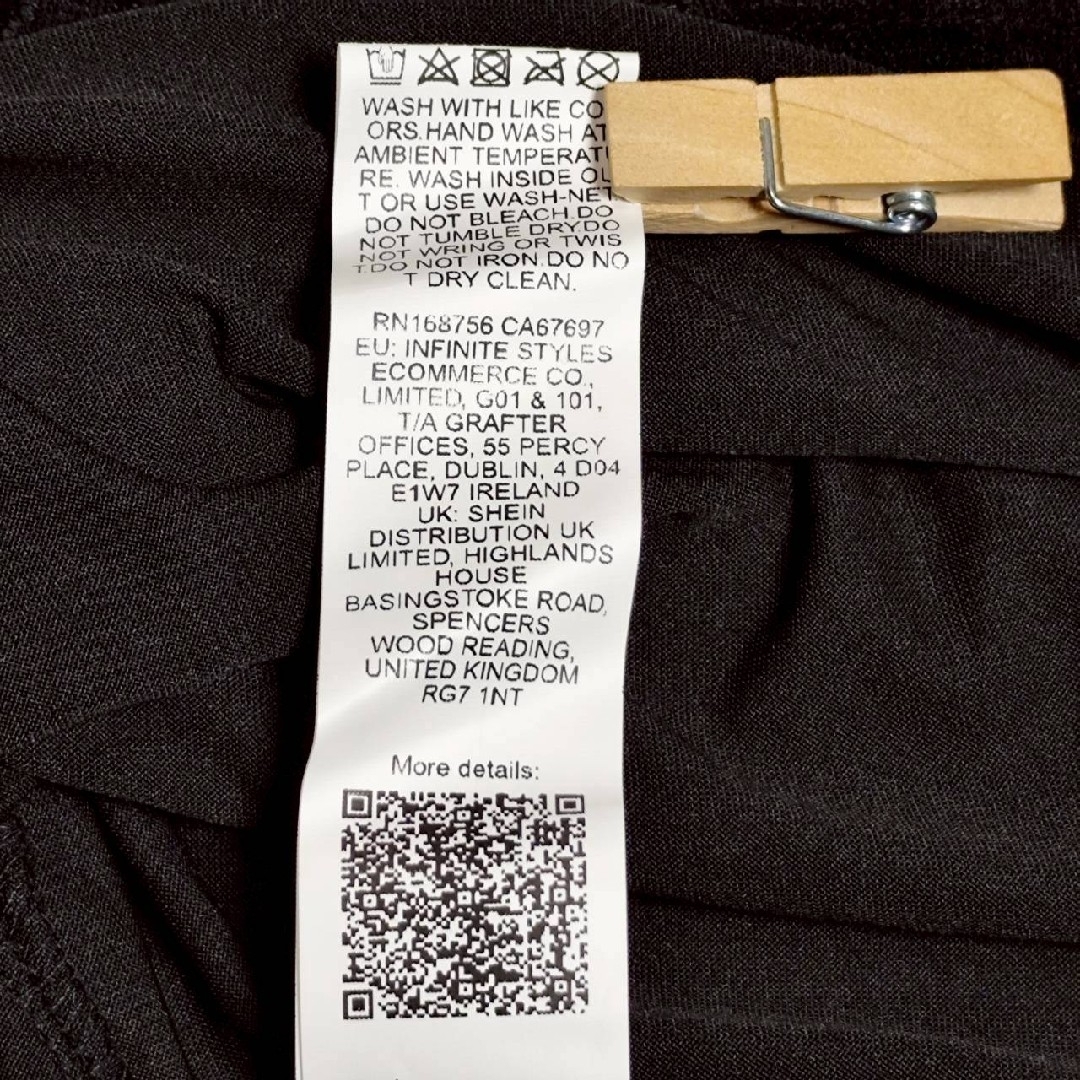 WASH WITH LIKE CO
ORS.HAND WASH AT
AMBIENT TEMPERATU
RE. WASH INSIDE OU
T OR USE WASH-NET
DO NOT BLEACH.DO
NOT TUMBLE DRY.DO
NOT WRING OR TWIS
T.DO NOT IRON.DO NO
T DRY CLEAN.
RN168756 CA67697
EU: INFINITE STYLES
ECOMMERCE CO.,
LIMITED, G01 & 101,
T/A GRAFTER
OFFICES, 55 PERCY
PLACE, DUBLIN, 4 D04
E1W7 IRELAND
UK: SHEIN
DISTRIBUTION UK
LIMITED, HIGHLANDS
HOUSE
BASINGSTOKE ROAD,
SPENCERS
WOOD READING,
UNITED KINGDOM
RG7 1NT
More details: